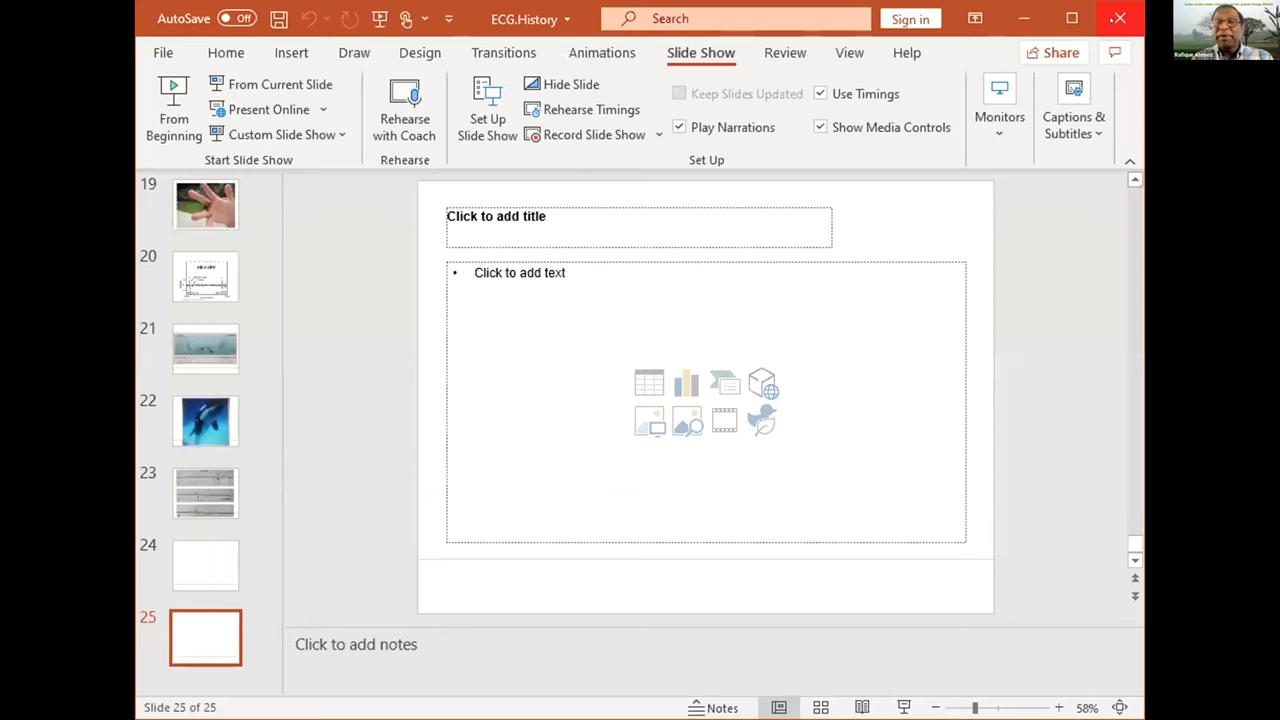 AutoSave Off
ECG.History
Search
Sign in
File Home Insert Draw Design Transitions Animations Slide Show Review View Help
Share
From Beginning
From Current Slide
Present Online
Custom Slide Show
Start Slide Show
Rehearse with Coach
Rehearse
Set Up Slide Show
Hide Slide
Rehearse Timings
Record Slide Show
Keep Slides Updated
Play Narrations
Use Timings
Show Media Controls
Set Up
Monitors
Captions & Subtitles
Rafique Ahmed
19
20
21
22
23
24
25
Click to add title
• Click to add text
Click to add notes
Slide 25 of 25
Notes
58%